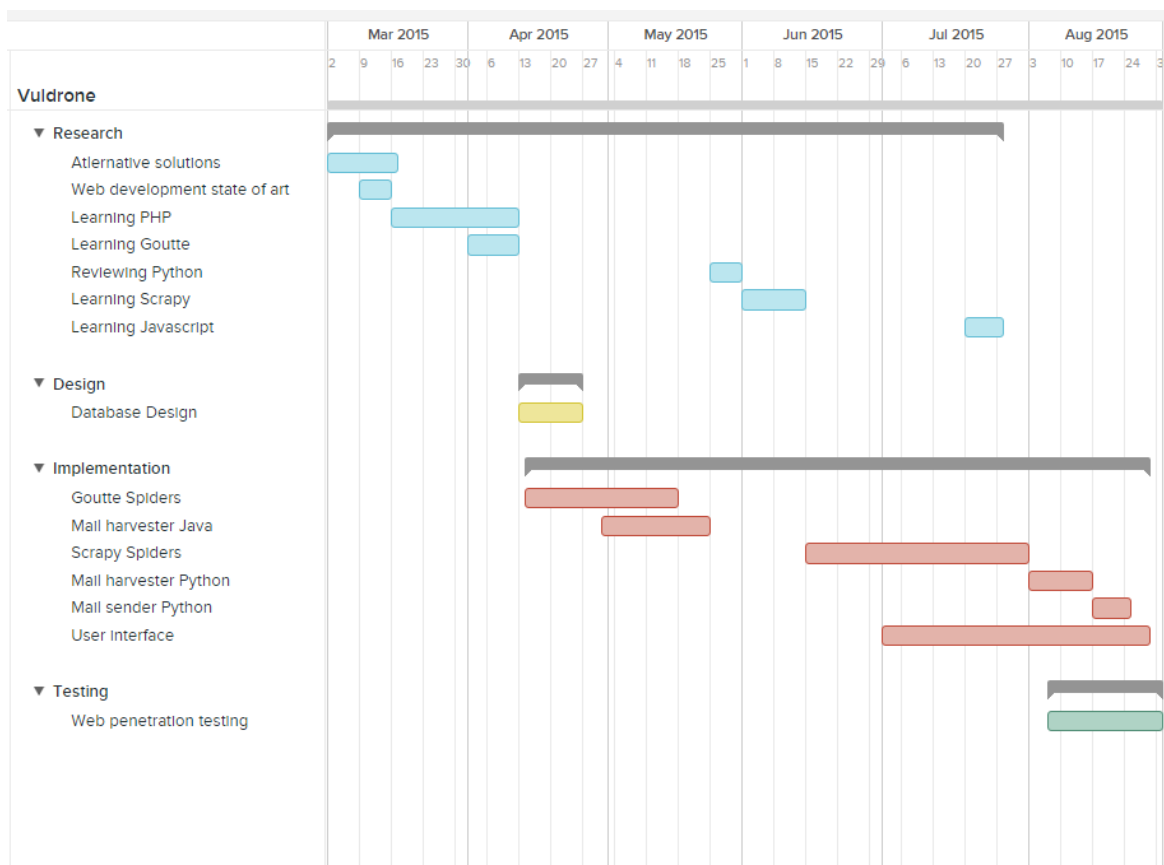 Mar 2015 Apr 2015 May 2015 Jun 2015 Jul 2015 Aug 2015
2 9 16 23 30 6 13 20 27 4 11 18 25 1 8 15 22 29 6 13 20 27 3 10 17 24 3
Vuldrone
▼ Research
Atlernative solutions
Web development state of art
Learning PHP
Learning Goutte
Reviewing Python
Learning Scrapy
Learning Javascript
▼ Design
Database Design
▼ Implementation
Goutte Spiders
Mail harvester Java
Scrapy Spiders
Mail harvester Python
Mail sender Python
User interface
▼ Testing
Web penetration testing